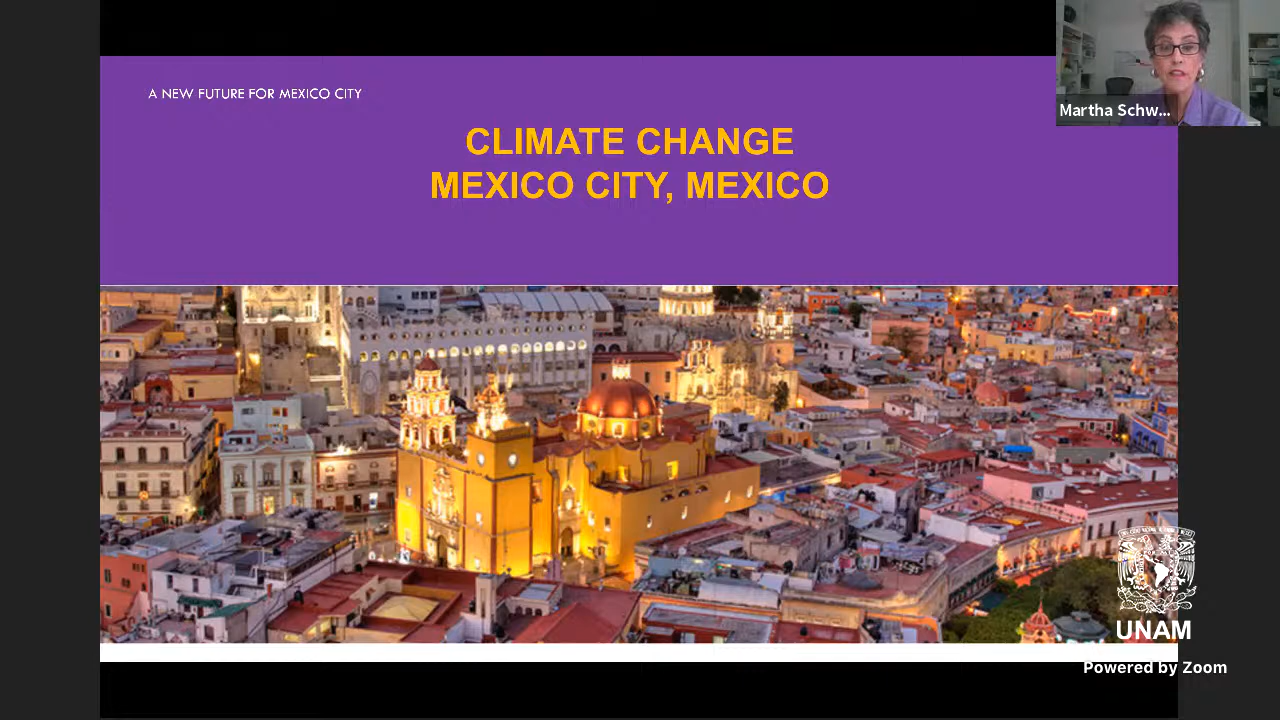 A NEW FUTURE FOR MEXICO CITY
CLIMATE CHANGE
MEXICO CITY, MEXICO
Martha Schw...
UNAM
Powered by Zoom